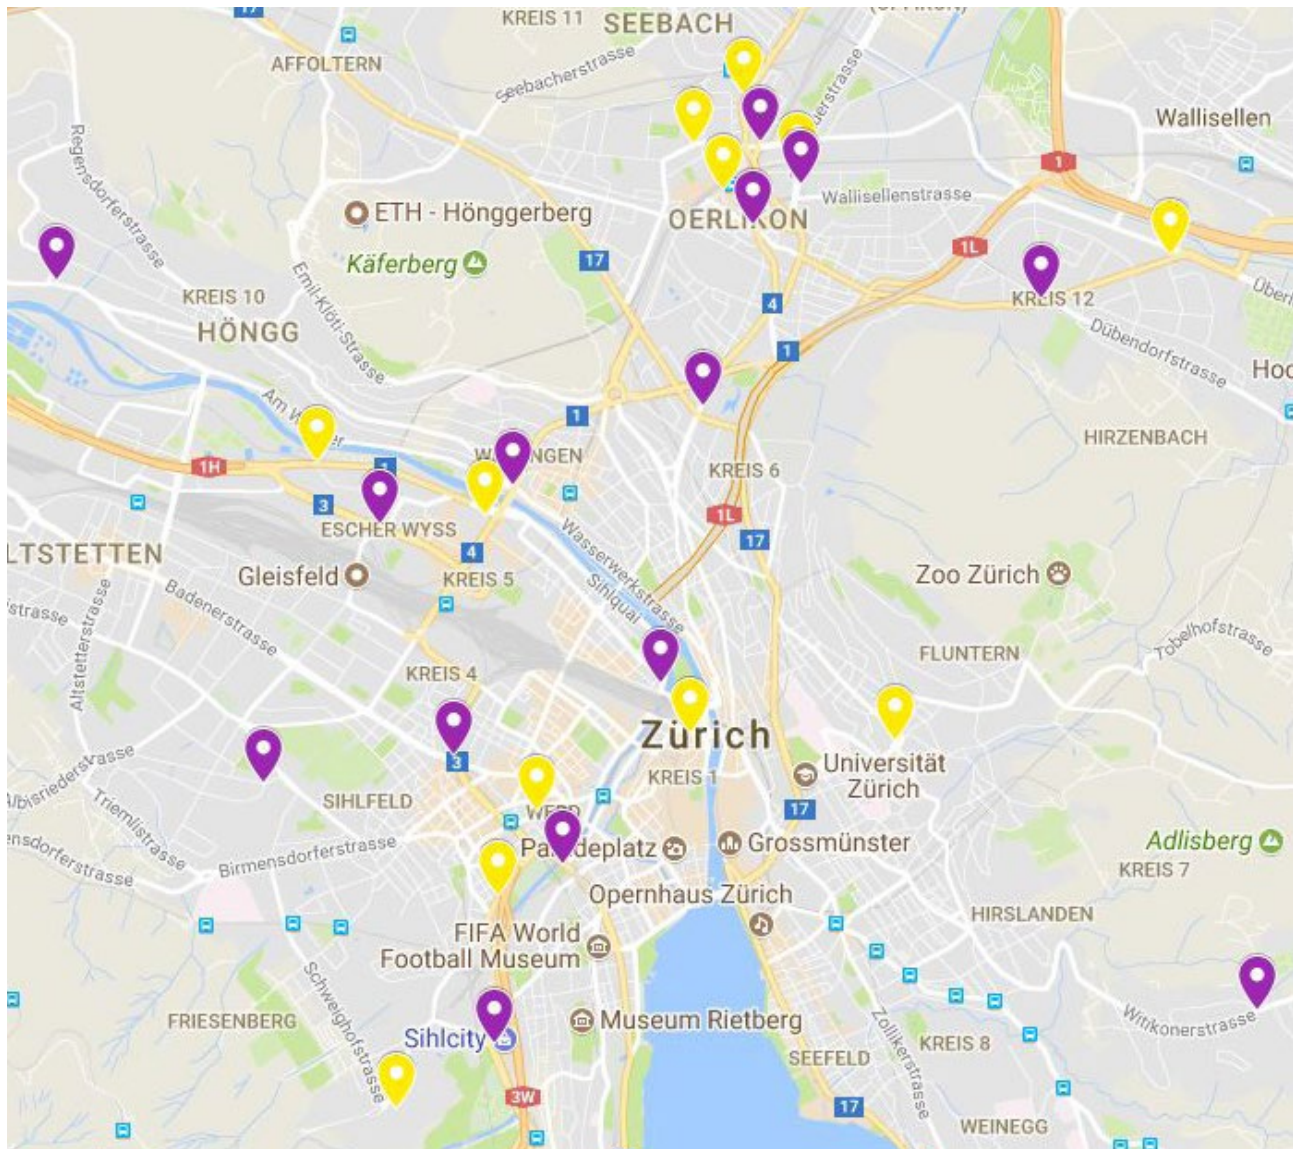 KREIS 11
SEEBACH
AFFOLTERN
Seebacherstrasse
Wallisellen
Regensdorferstrasse
1
Wallisellenstrasse
ETH - Hönggerberg
OERLIKON
17
1L
Käferberg
KREIS 10
KREIS 12
HÖNGG
Emil-Klöti-Strasse
4
Dübendorfstrasse
1
1
HIRZENBACH
1H
1
KREIS 6
3
1L
ESCHER WYSS
17
4
LTSTETTEN
Gleisfeld
KREIS 5
Wasserwerkstrasse
Sihlquai
Zoo Zürich
Badenerstrasse
strasse
Altstetterstrasse
Tobelhofstrasse
FLUNTERN
KREIS 4
Zürich
3
KREIS 1
Universität
Zürich
17
SIHLFELD
Albisriederstrasse
Triemlistrasse
Birmensdorferstrasse
ensdorferstrasse
Grossmünster
Adlisberg
KREIS 7
Opernhaus Zürich
HIRSLANDEN
FIFA World
Football Museum
Schweighofstrasse
FRIESENBERG
Sihlcity
Museum Rietberg
Witikonerstrasse
Zollikerstrasse
KREIS 8
SEEFELD
3W
17
WEINEGG